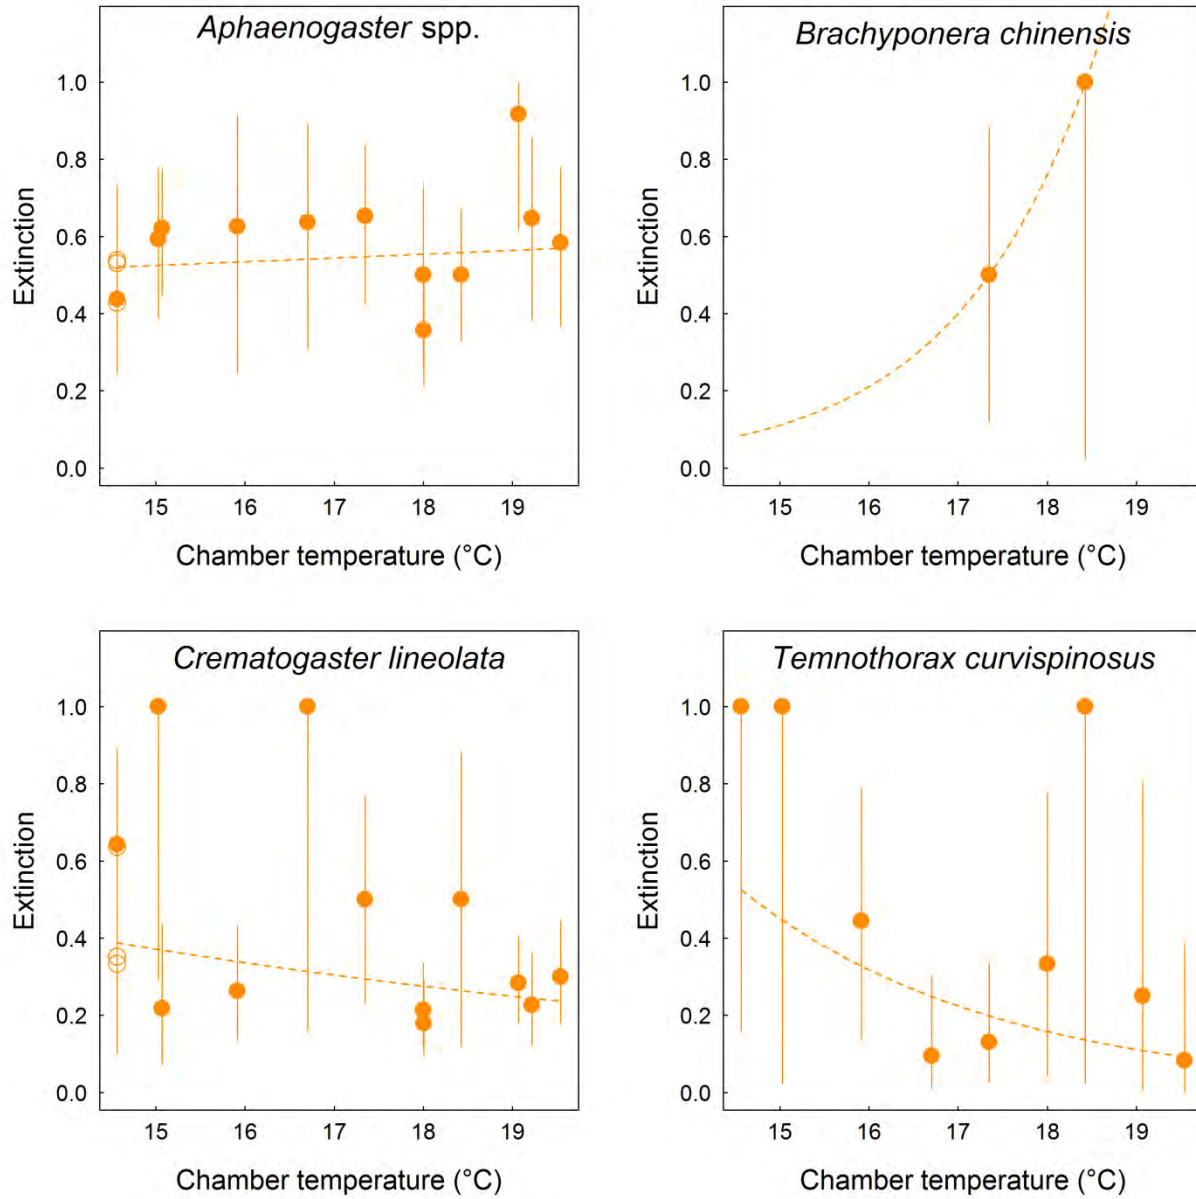 Aphaenogaster spp.
Extinction
1.0
0.8
0.6
0.4
0.2
0.0
15 16 17 18 19
Chamber temperature (°C)
Brachyponera chinensis
Extinction
1.0
0.8
0.6
0.4
0.2
0.0
15 16 17 18 19
Chamber temperature (°C)
Crematogaster lineolata
Extinction
1.0
0.8
0.6
0.4
0.2
0.0
15 16 17 18 19
Chamber temperature (°C)
Temnothorax curvispinosus
Extinction
1.0
0.8
0.6
0.4
0.2
0.0
15 16 17 18 19
Chamber temperature (°C)